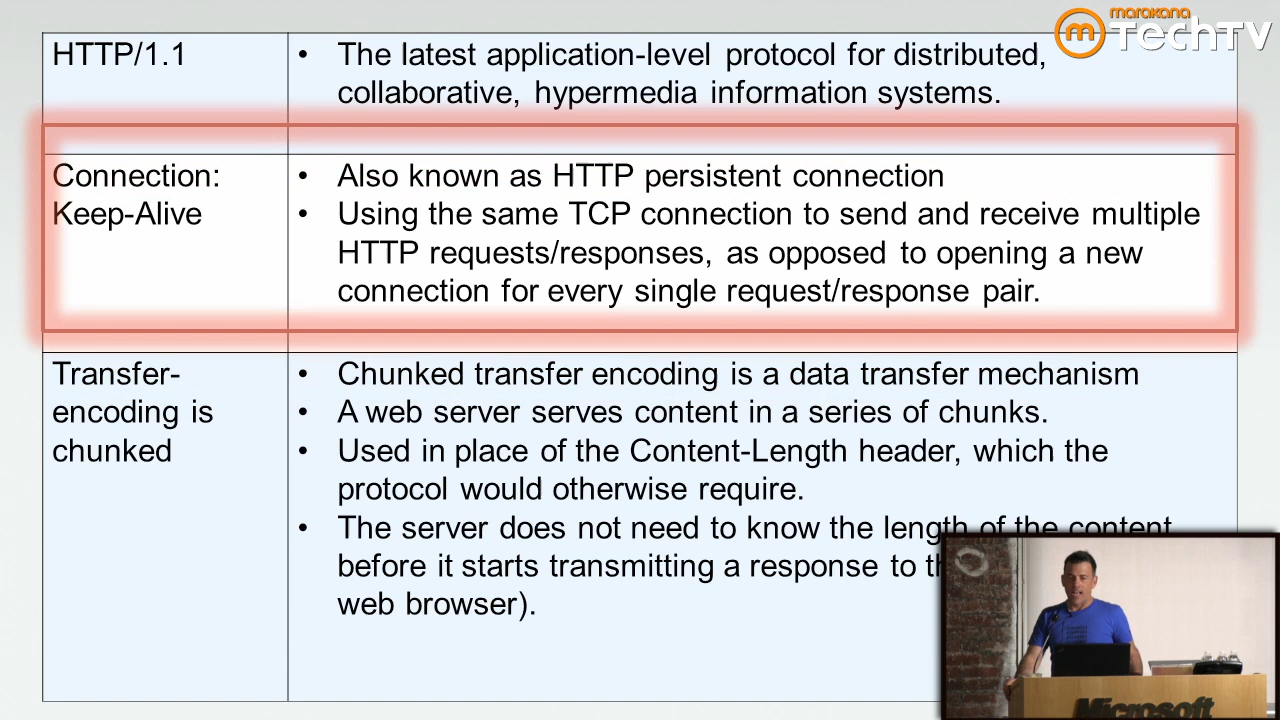 marakana
TechTV
HTTP/1.1
• The latest application-level protocol for distributed,
collaborative, hypermedia information systems.
Connection:
Keep-Alive
• Also known as HTTP persistent connection
• Using the same TCP connection to send and receive multiple
HTTP requests/responses, as opposed to opening a new
connection for every single request/response pair.
Transfer-
encoding is
chunked
• Chunked transfer encoding is a data transfer mechanism
• A web server serves content in a series of chunks.
• Used in place of the Content-Length header, which the
protocol would otherwise require.
• The server does not need to know the length of the content
before it starts transmitting a response to
web browser).
Microsoft